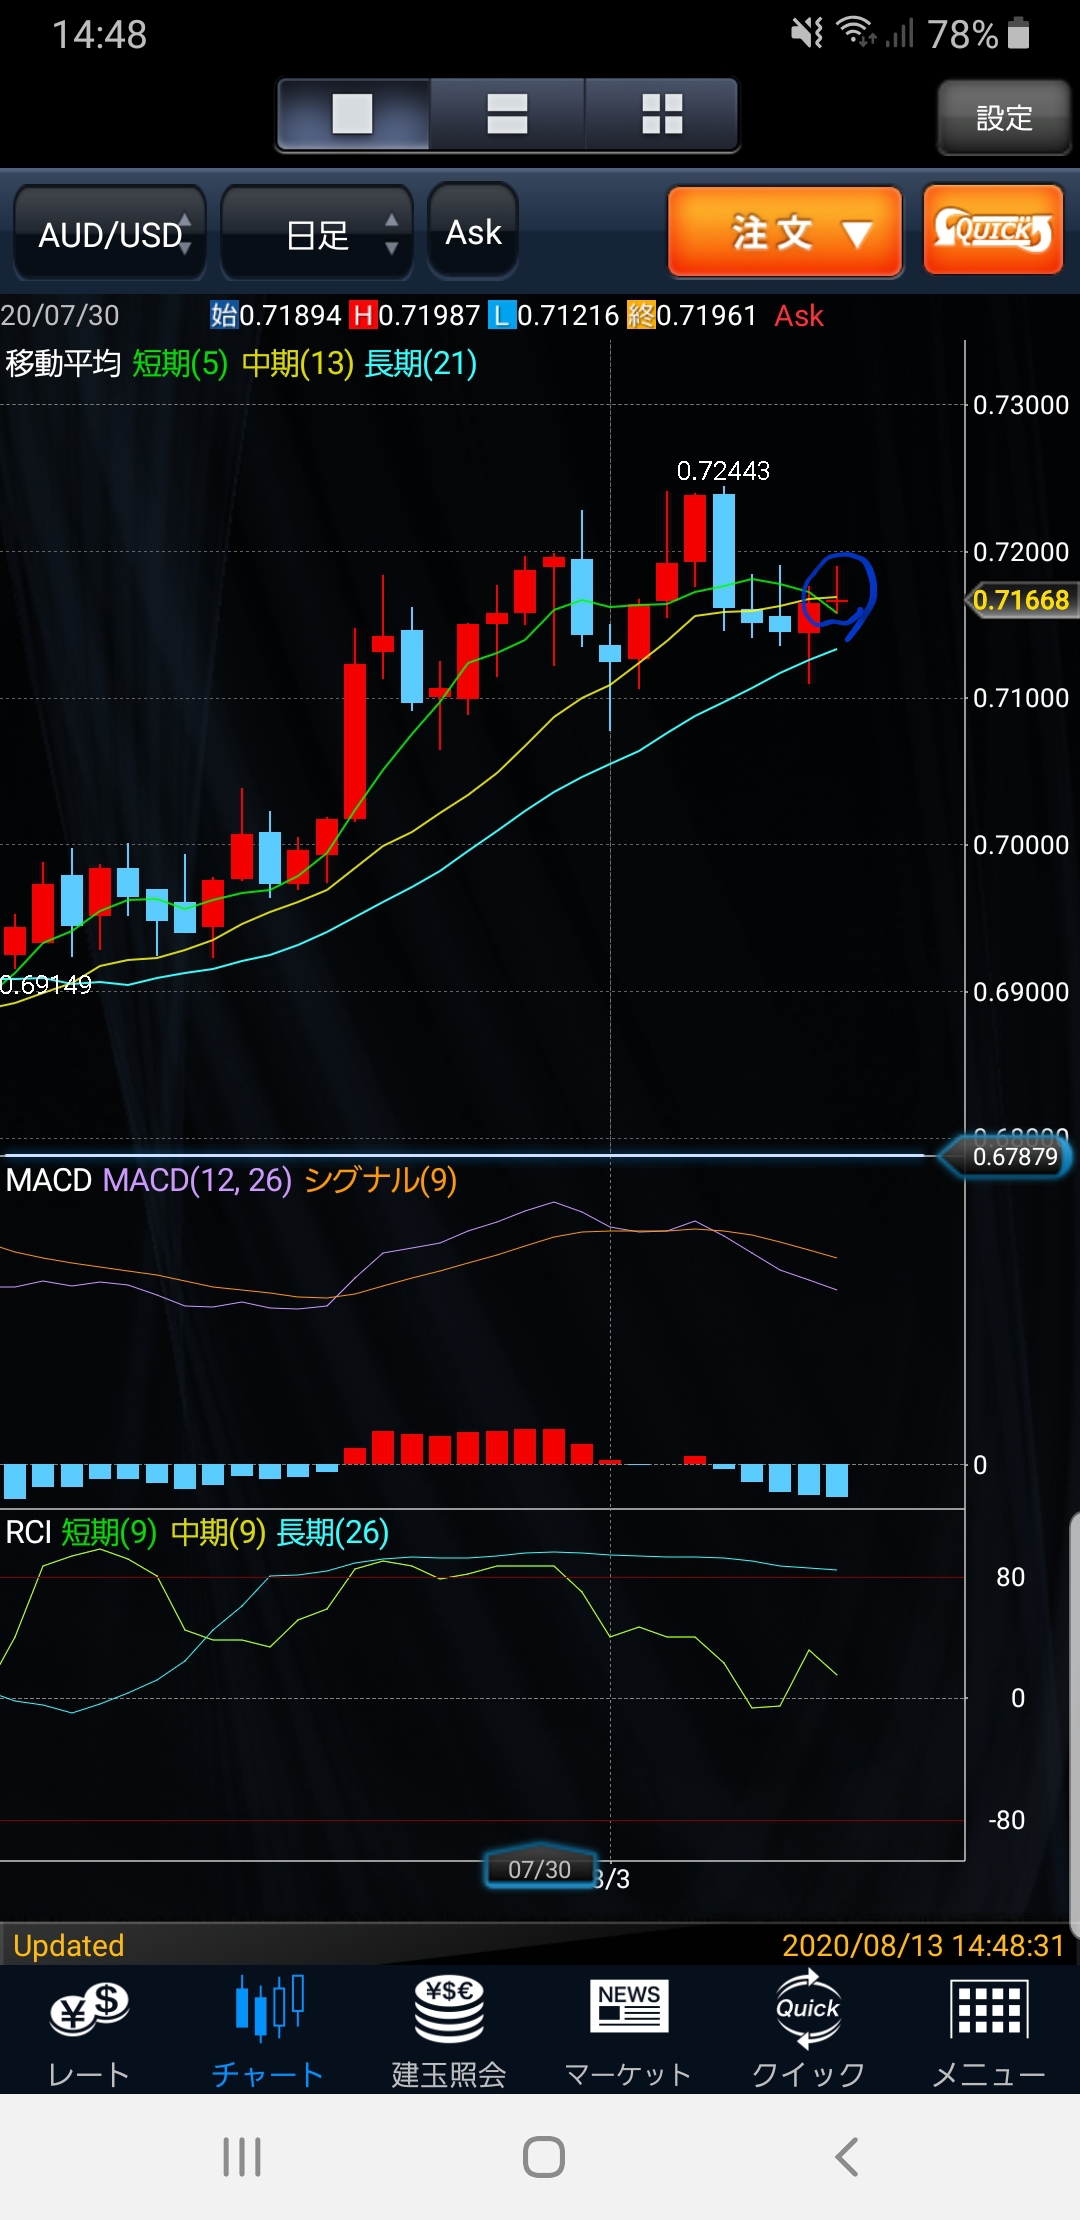 14:48 78%
設定
AUD/USD 日足 Ask 注文 ▼ QUICK
20/07/30 始0.71894 H0.71987 L0.71216 終0.71961 Ask
移動平均 短期(5) 中期(13) 長期(21)
0.73000
0.72443
0.72000
0.71668
0.71000
0.70000
0.69149
0.69000
0.68000
0.67879
MACD MACD(12, 26) シグナル(9)
0
RCI 短期(9) 中期(9) 長期(26)
80
0
-80
07/30 8/3
Updated 2020/08/13 14:48:31
¥ $ ¥$€ NEWS Quick
レート チャート 建玉照会 マーケット クイック メニュー